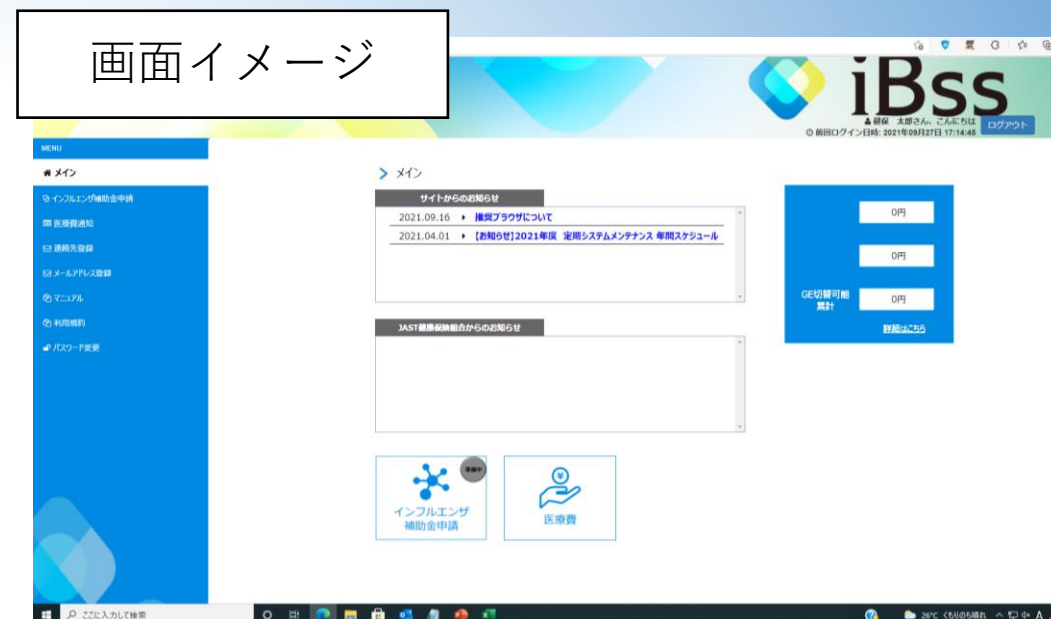 画面イメージ
iBss
健保 太郎さん、こんにちは
前回ログイン日時: 2021年09月27日 17:14:46
ログアウト
MENU
メイン
インフルエンザ補助金申請
医療費通知
連絡先登録
メールアドレス登録
マニュアル
利用規約
パスワード変更
メイン
サイトからのお知らせ
2021.09.16 推奨ブラウザについて
2021.04.01 【お知らせ】2021年度 定期システムメンテナンス 年間スケジュール
JAST健康保険組合からのお知らせ
0円
0円
GE切替可能
累計
0円
詳細はこちら
インフルエンザ
補助金申請
医療費
ここに入力して検索
26°C くもりのち晴れ
A